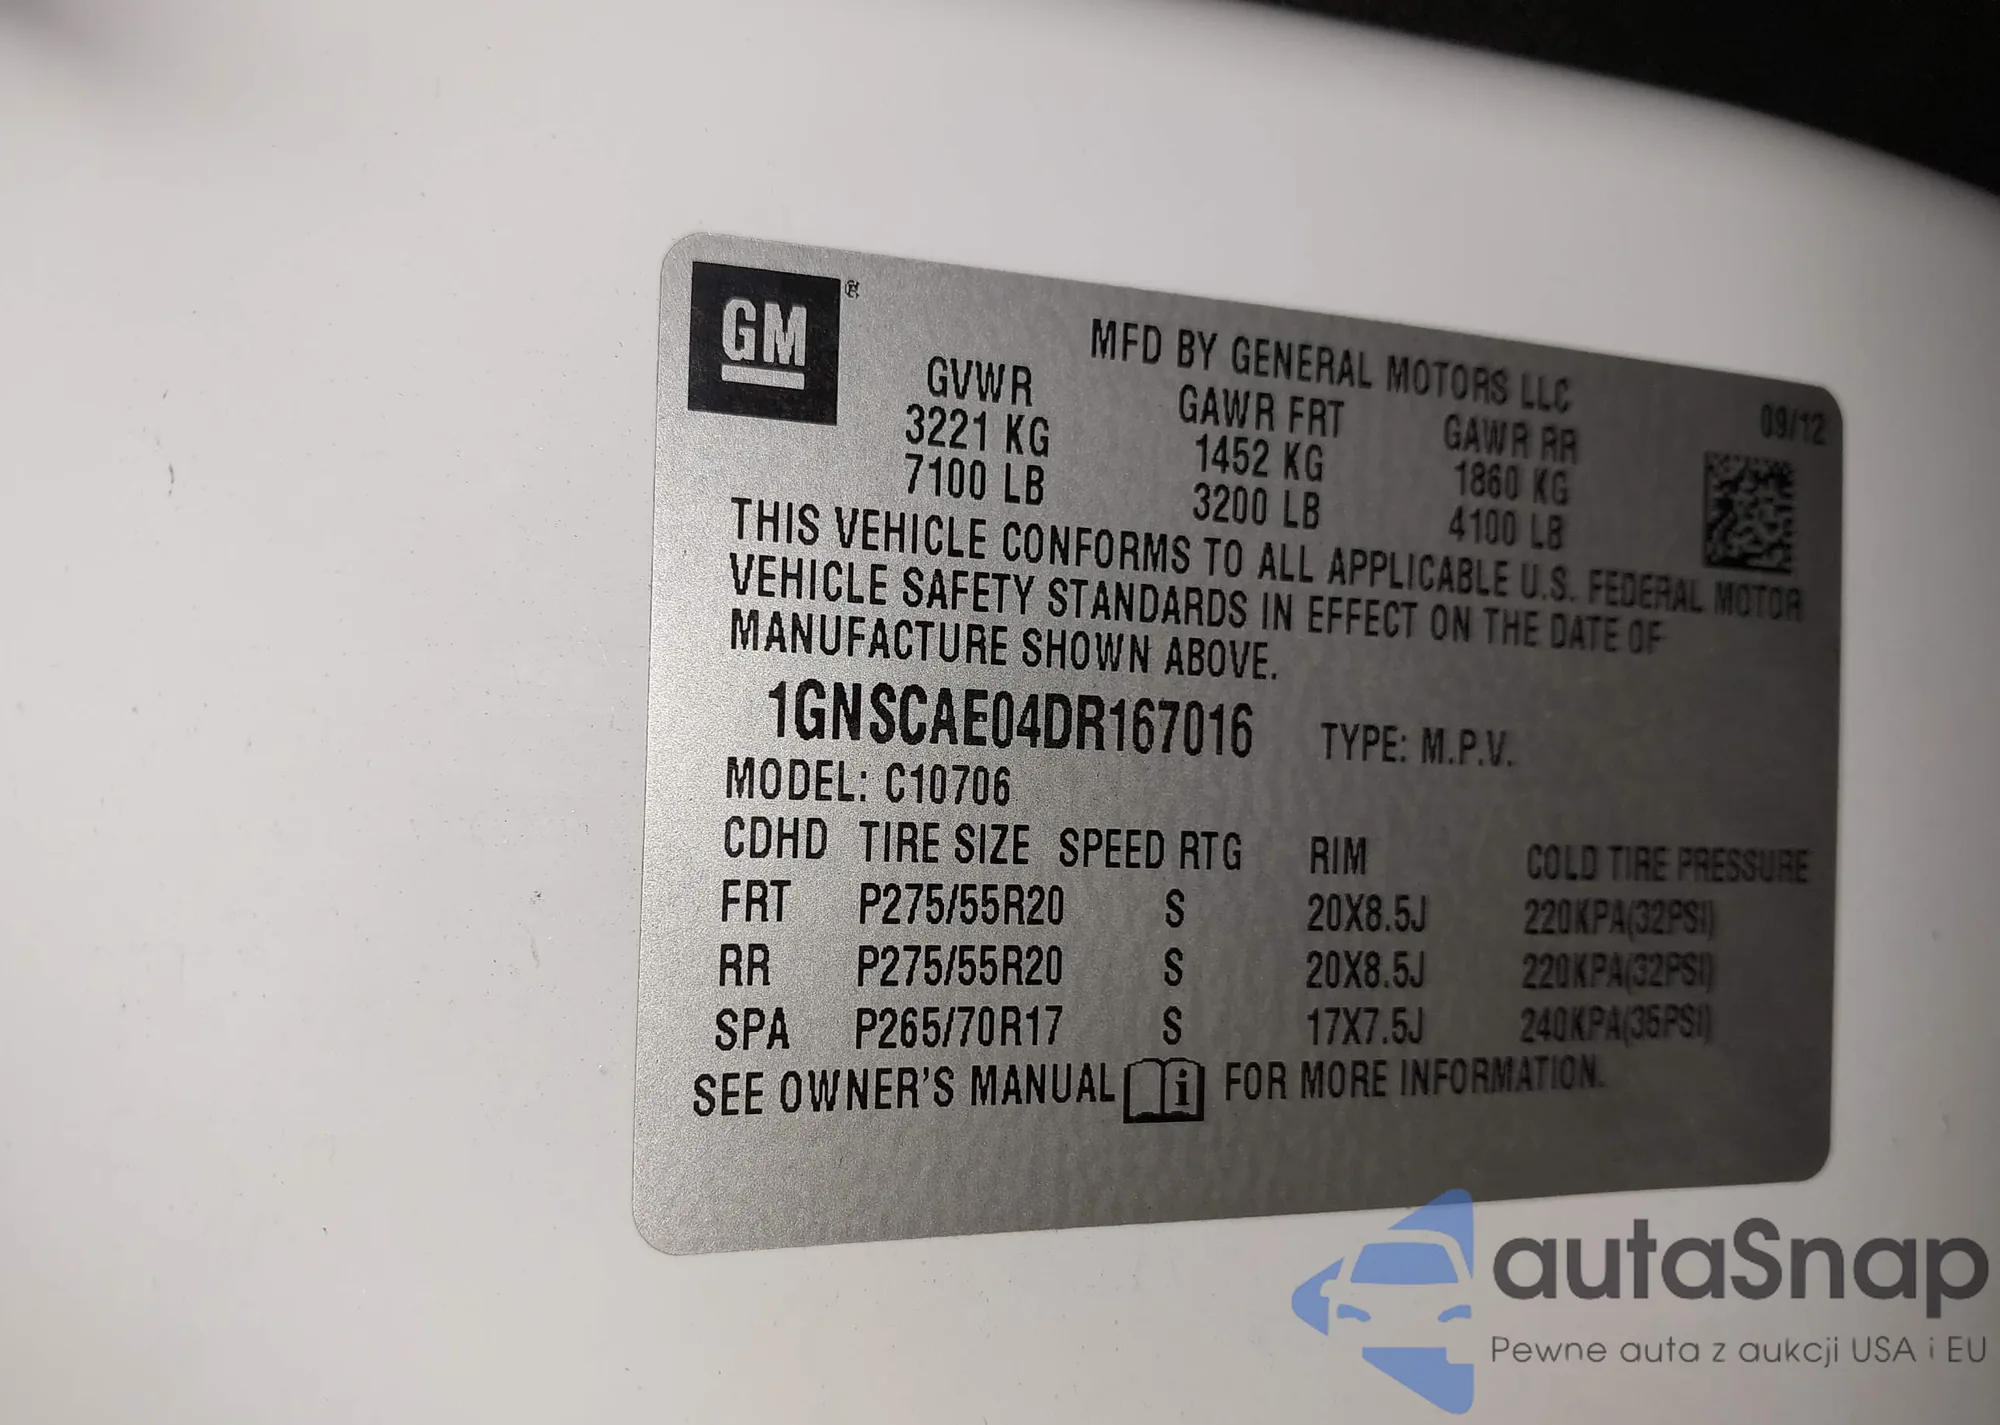 GM ®
MFD BY GENERAL MOTORS LLC
GVWR GAWR FRT GAWR RR 09/12
3221 KG 1452 KG 1860 KG
7100 LB 3200 LB 4100 LB
THIS VEHICLE CONFORMS TO ALL APPLICABLE U.S. FEDERAL MOTOR
VEHICLE SAFETY STANDARDS IN EFFECT ON THE DATE OF
MANUFACTURE SHOWN ABOVE.
1GNSCAE04DR167016 TYPE: M.P.V.
MODEL: C10706
CDHD TIRE SIZE SPEED RTG RIM COLD TIRE PRESSURE
FRT P275/55R20 S 20X8.5J 220KPA(32PSI)
RR P275/55R20 S 20X8.5J 220KPA(32PSI)
SPA P265/70R17 S 17X7.5J 240KPA(35PSI)
SEE OWNER'S MANUAL i FOR MORE INFORMATION.
autaSnap
Pewne auta z aukcji USA i EU